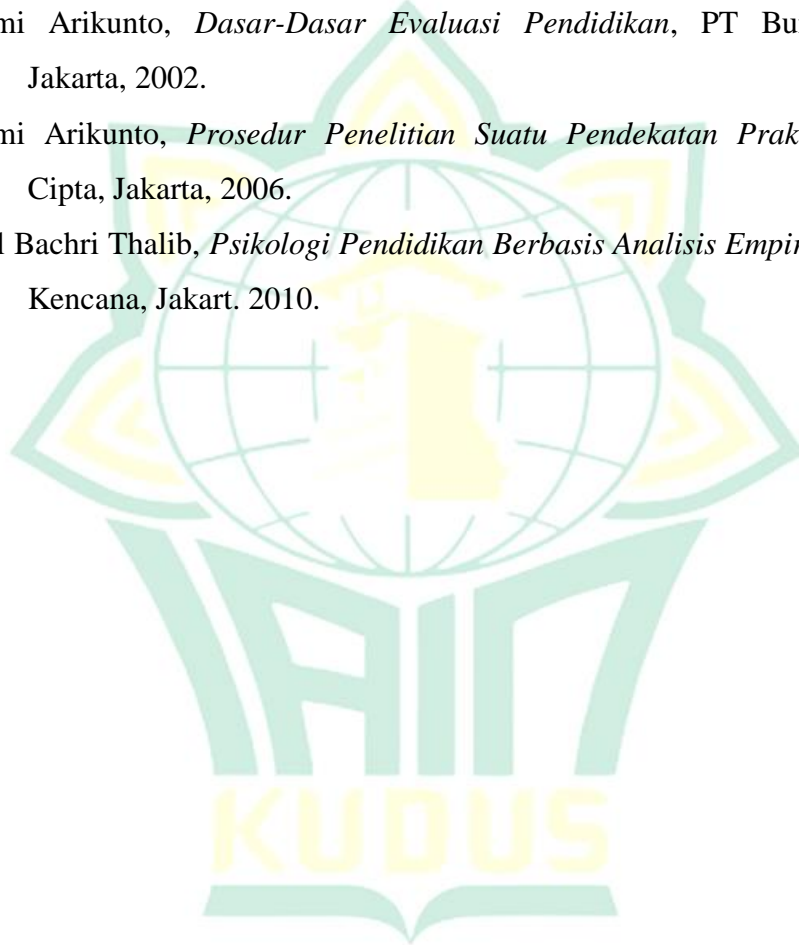 mi Arikunto, Dasar-Dasar Evaluasi Pendidikan, PT Bu
Jakarta, 2002.
mi Arikunto, Prosedur Penelitian Suatu Pendekatan Prak
Cipta, Jakarta, 2006.
l Bachri Thalib, Psikologi Pendidikan Berbasis Analisis Empir
Kencana, Jakart. 2010.
IAIN
KUDUS